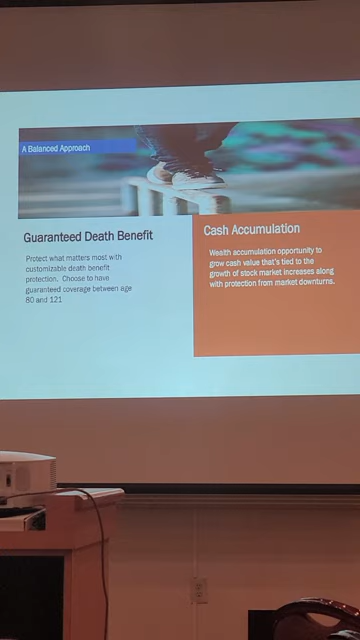 A Balanced Approach
Guaranteed Death Benefit
Protect what matters most with
customizable death benefit
protection. Choose to have
guaranteed coverage between age
80 and 121
Cash Accumulation
Wealth accumulation opportunity to
grow cash value that's tied to the
growth of stock market increases along
with protection from market downturns.